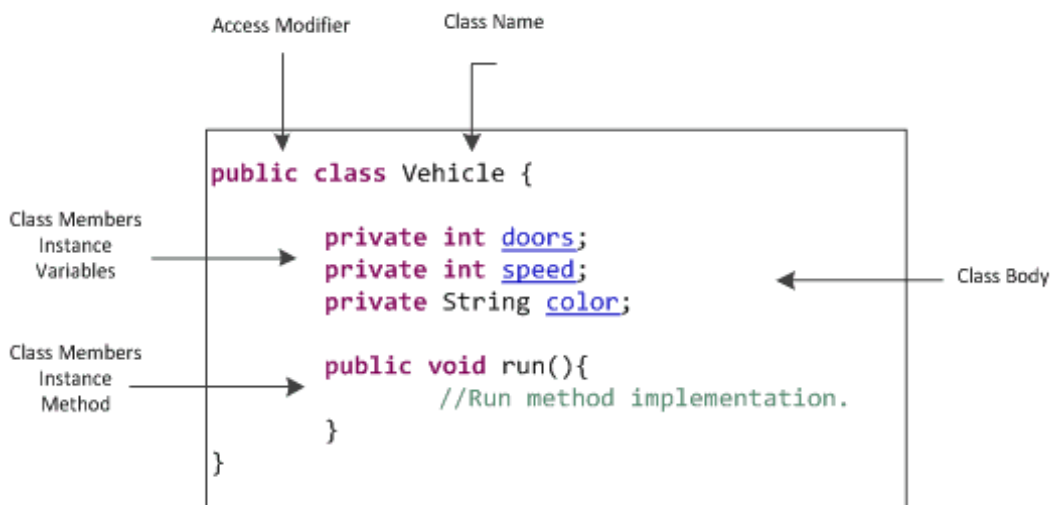 Access Modifier
Class Name
public class Vehicle {
Class Members
Instance
Variables
private int doors;
private int speed;
private String color;
Class Body
Class Members
Instance
Method
public void run(){
//Run method implementation.
}
}